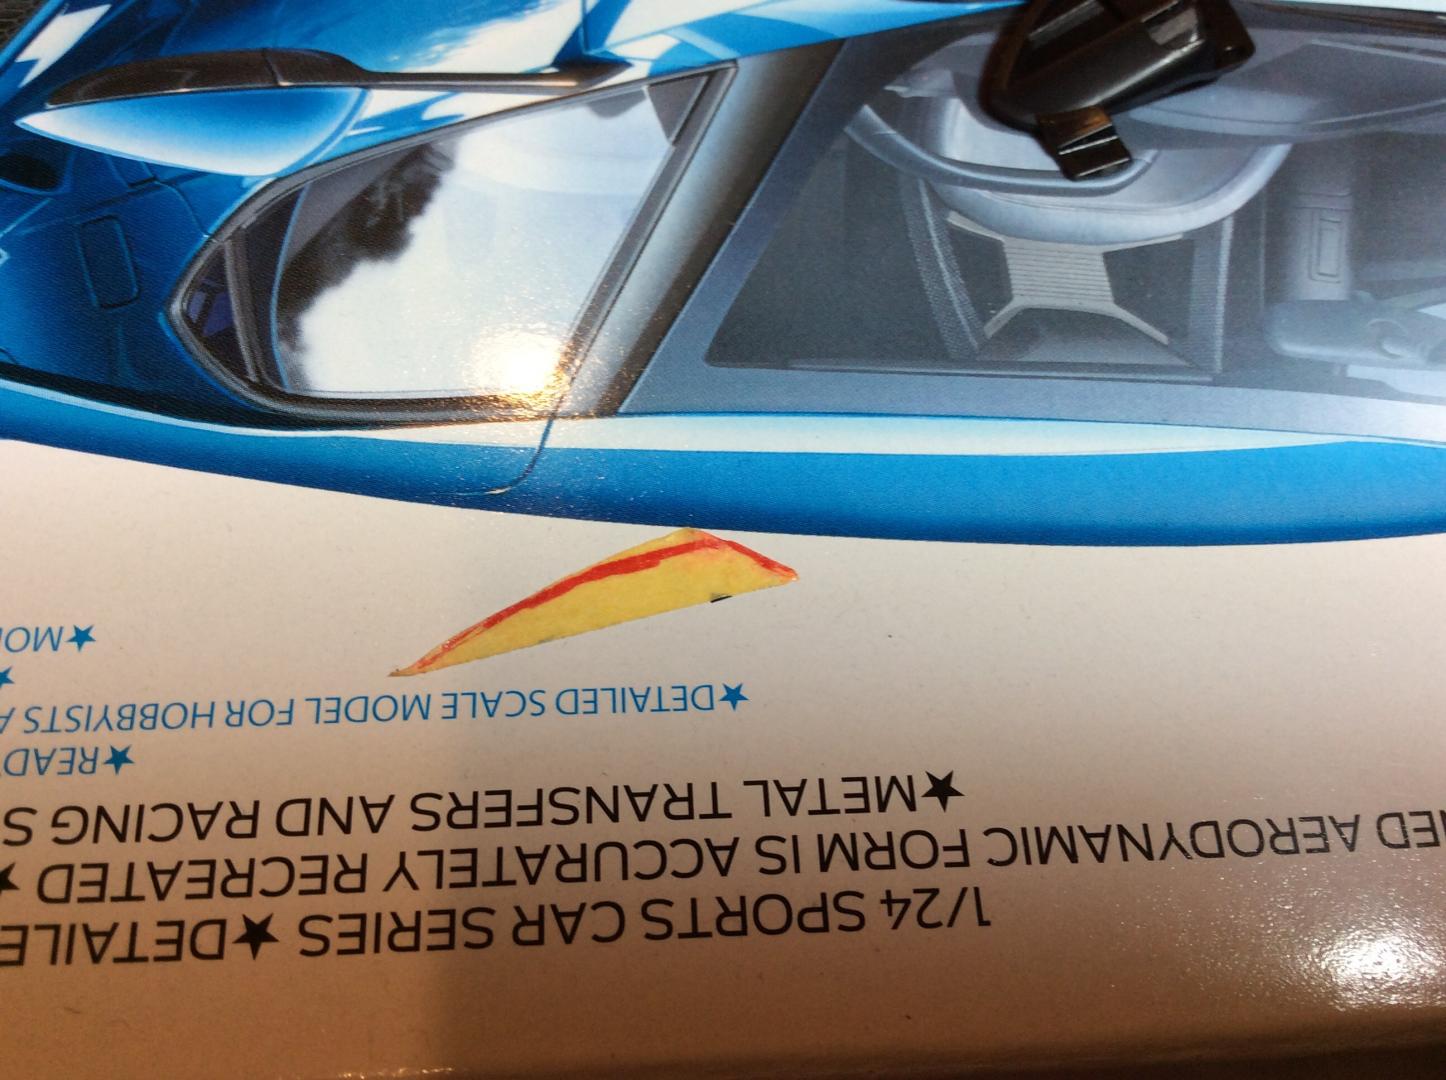 1/24 SPORTS CAR SERIES ★DETAILE
ED AERODYNAMIC FORM IS ACCURATELY RECREATED ★
★METAL TRANSFERS AND RACING S
★READ
★DETAILED SCALE MODEL FOR HOBBYISTS A
★
★MO